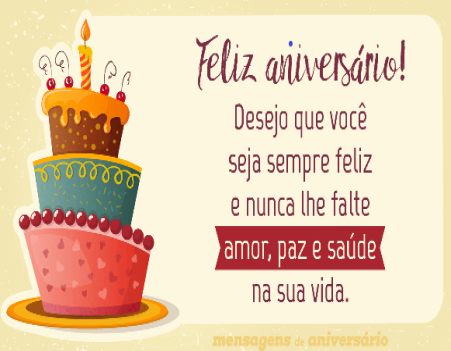 Feliz aniversário!
Desejo que você
seja sempre feliz
e nunca lhe falte
amor, paz e saúde
na sua vida.
mensagens de aniversário